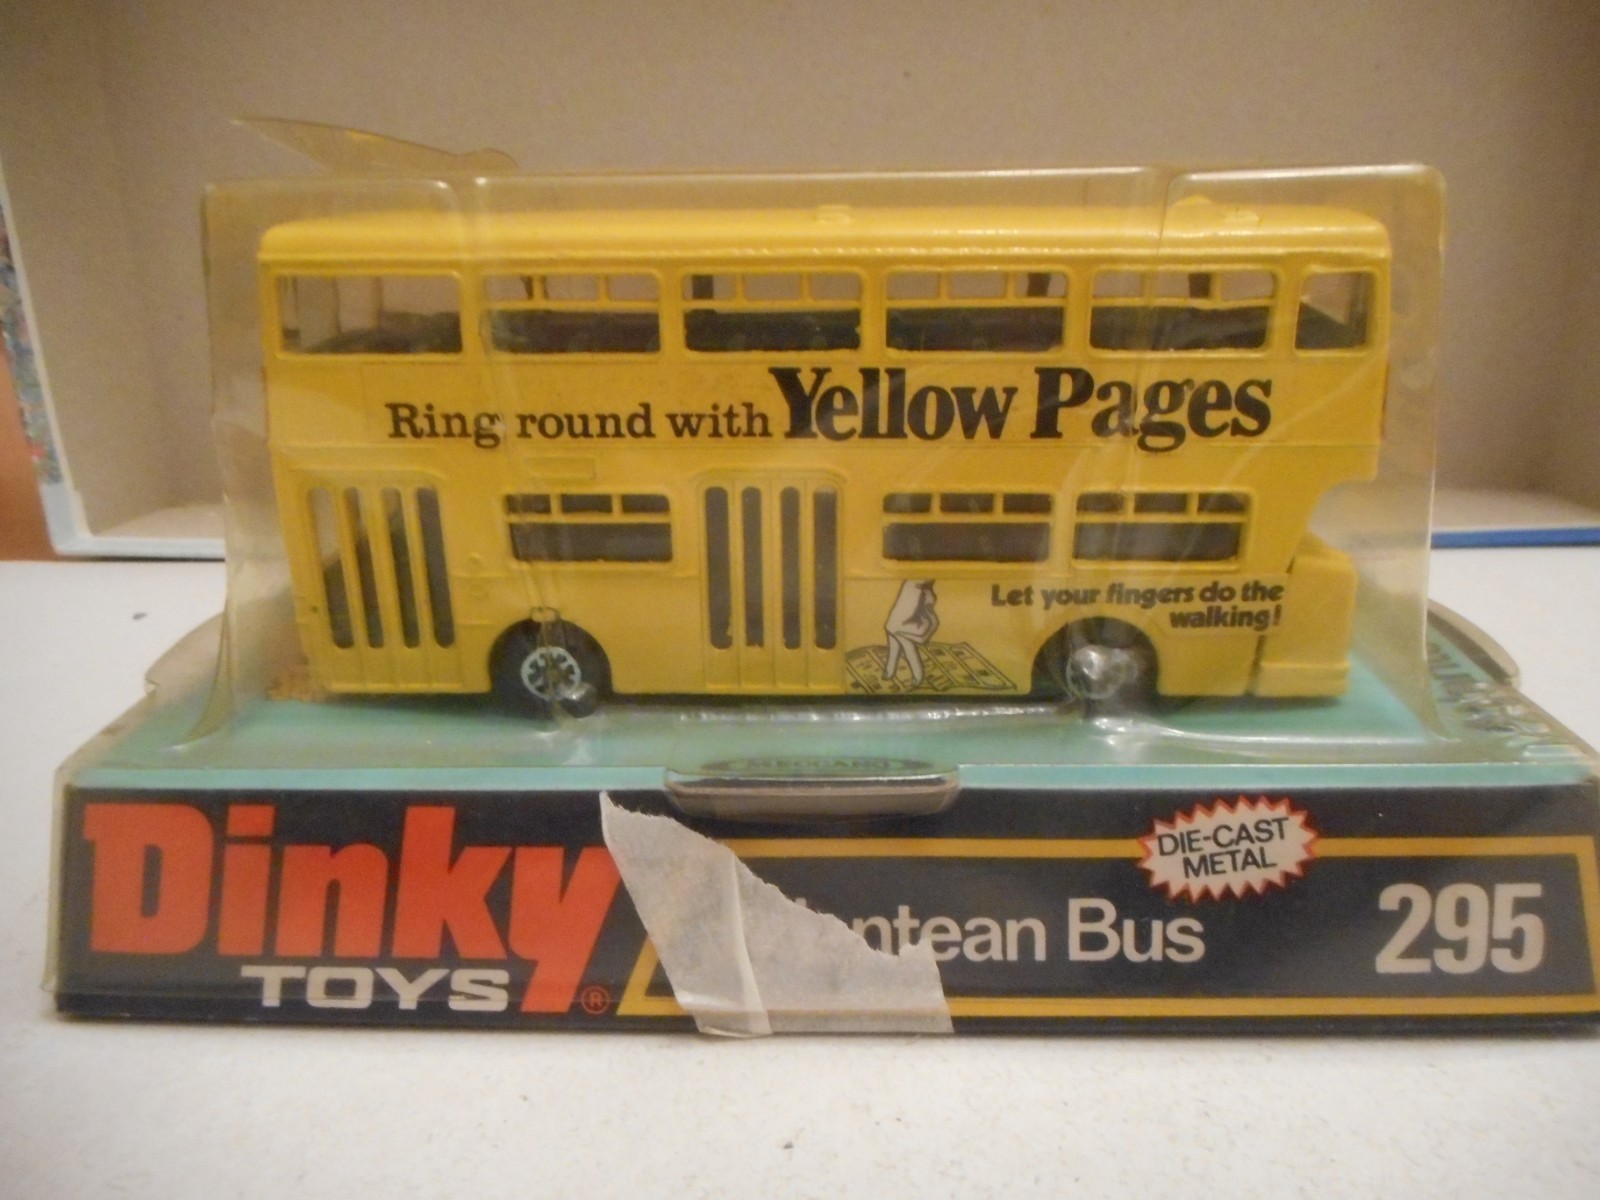 Ring round with Yellow Pages
Let your fingers do the
walking!
MECCANO
Dinky
TOYS ®
DIE-CAST
METAL
ntean Bus
295